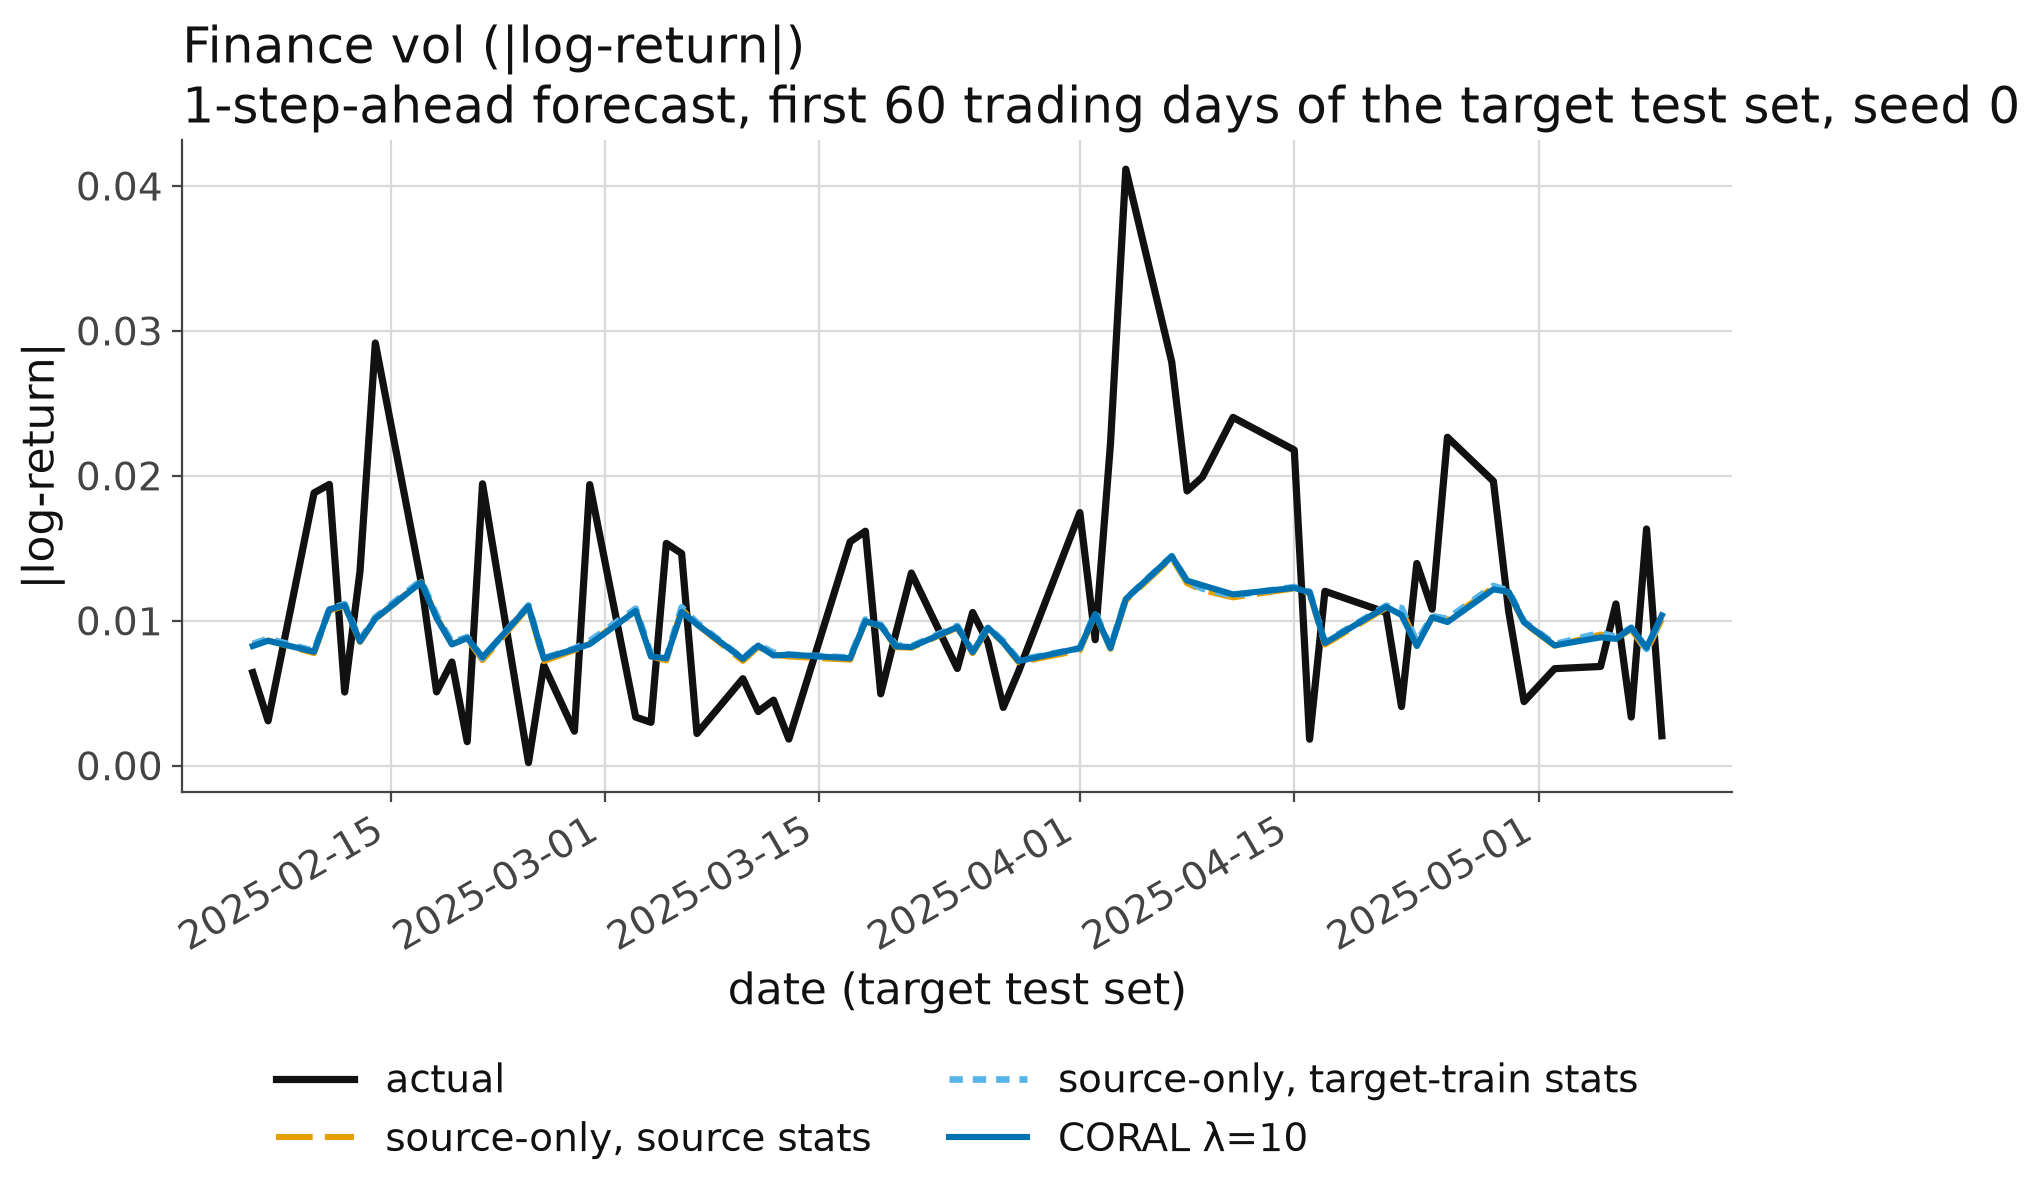 Finance vol (|log-return|)
1-step-ahead forecast, first 60 trading days of the target test set, seed 0
|log-return|
0.04
0.03
0.02
0.01
0.00
2025-02-15
2025-03-01
2025-03-15
2025-04-01
2025-04-15
2025-05-01
date (target test set)
actual
source-only, source stats
source-only, target-train stats
CORAL λ=10